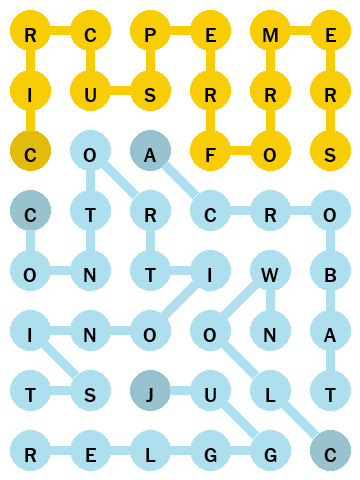 R C P E M E
I U S R R R
C O A F O S
C T R C R O
O N T I W B
I N O O N A
T S J U L T
R E L G G C